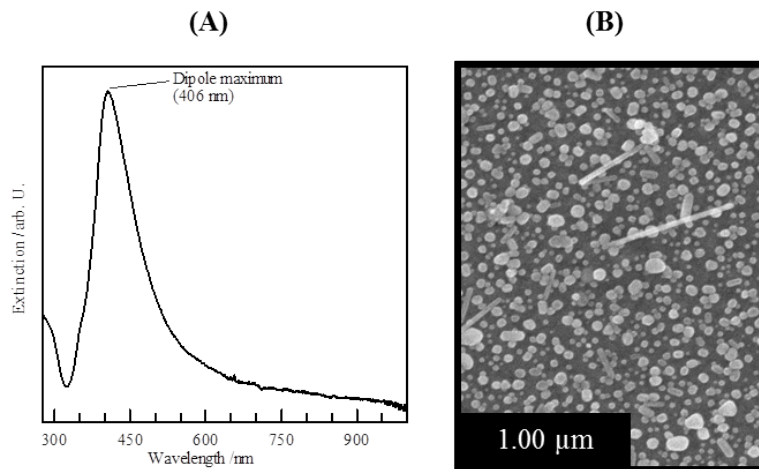 (A)
(B)
Dipole maximum
(406 nm)
Extinction / arb. U.
300 450 600 750 900
Wavelength /nm
1.00 µm